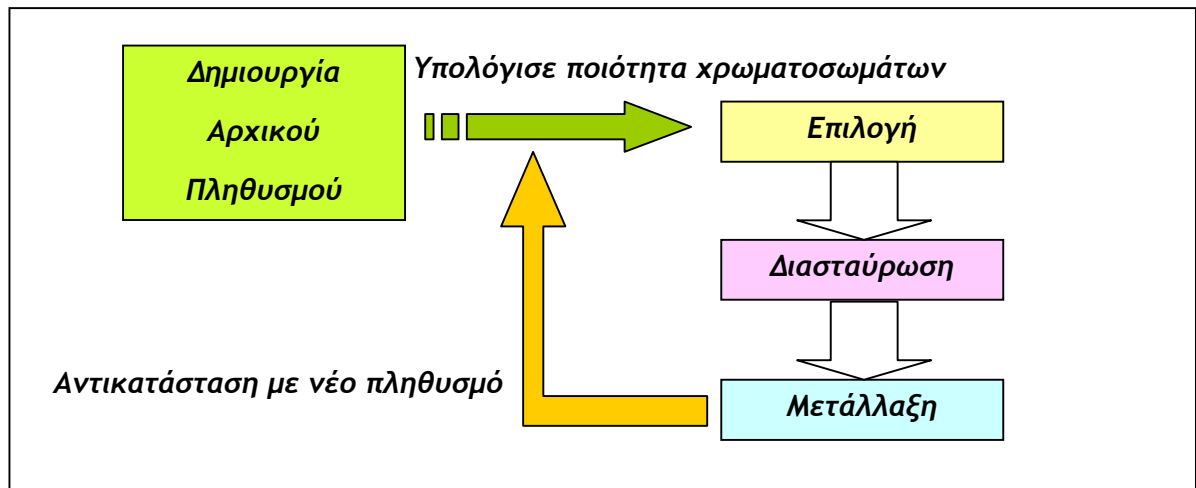 Δημιουργία
Αρχικού
Πληθυσμού
Υπολόγισε ποιότητα χρωματοσωμάτων
Επιλογή
Διασταύρωση
Μετάλλαξη
Αντικατάσταση με νέο πληθυσμό